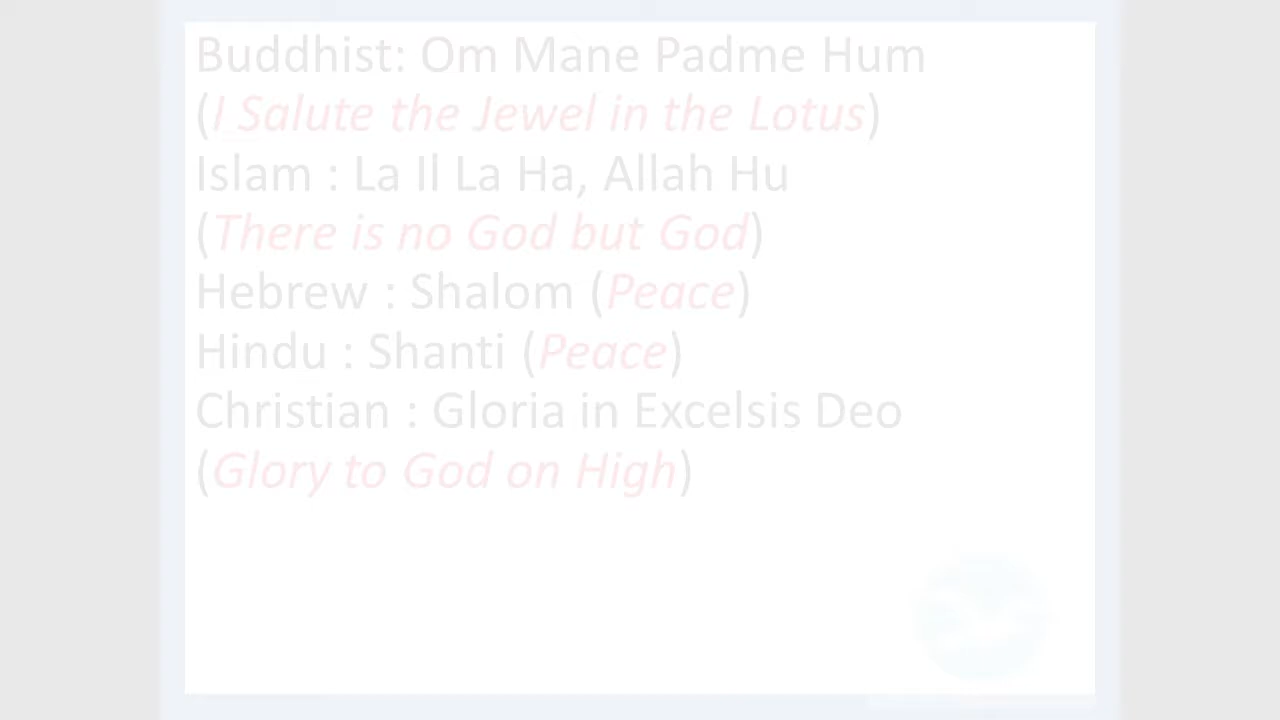 Buddhist: Om Mane Padme Hum
(I Salute the Jewel in the Lotus)
Islam : La Il La Ha, Allah Hu
(There is no God but God)
Hebrew : Shalom (Peace)
Hindu : Shanti (Peace)
Christian : Gloria in Excelsis Deo
(Glory to God on High)